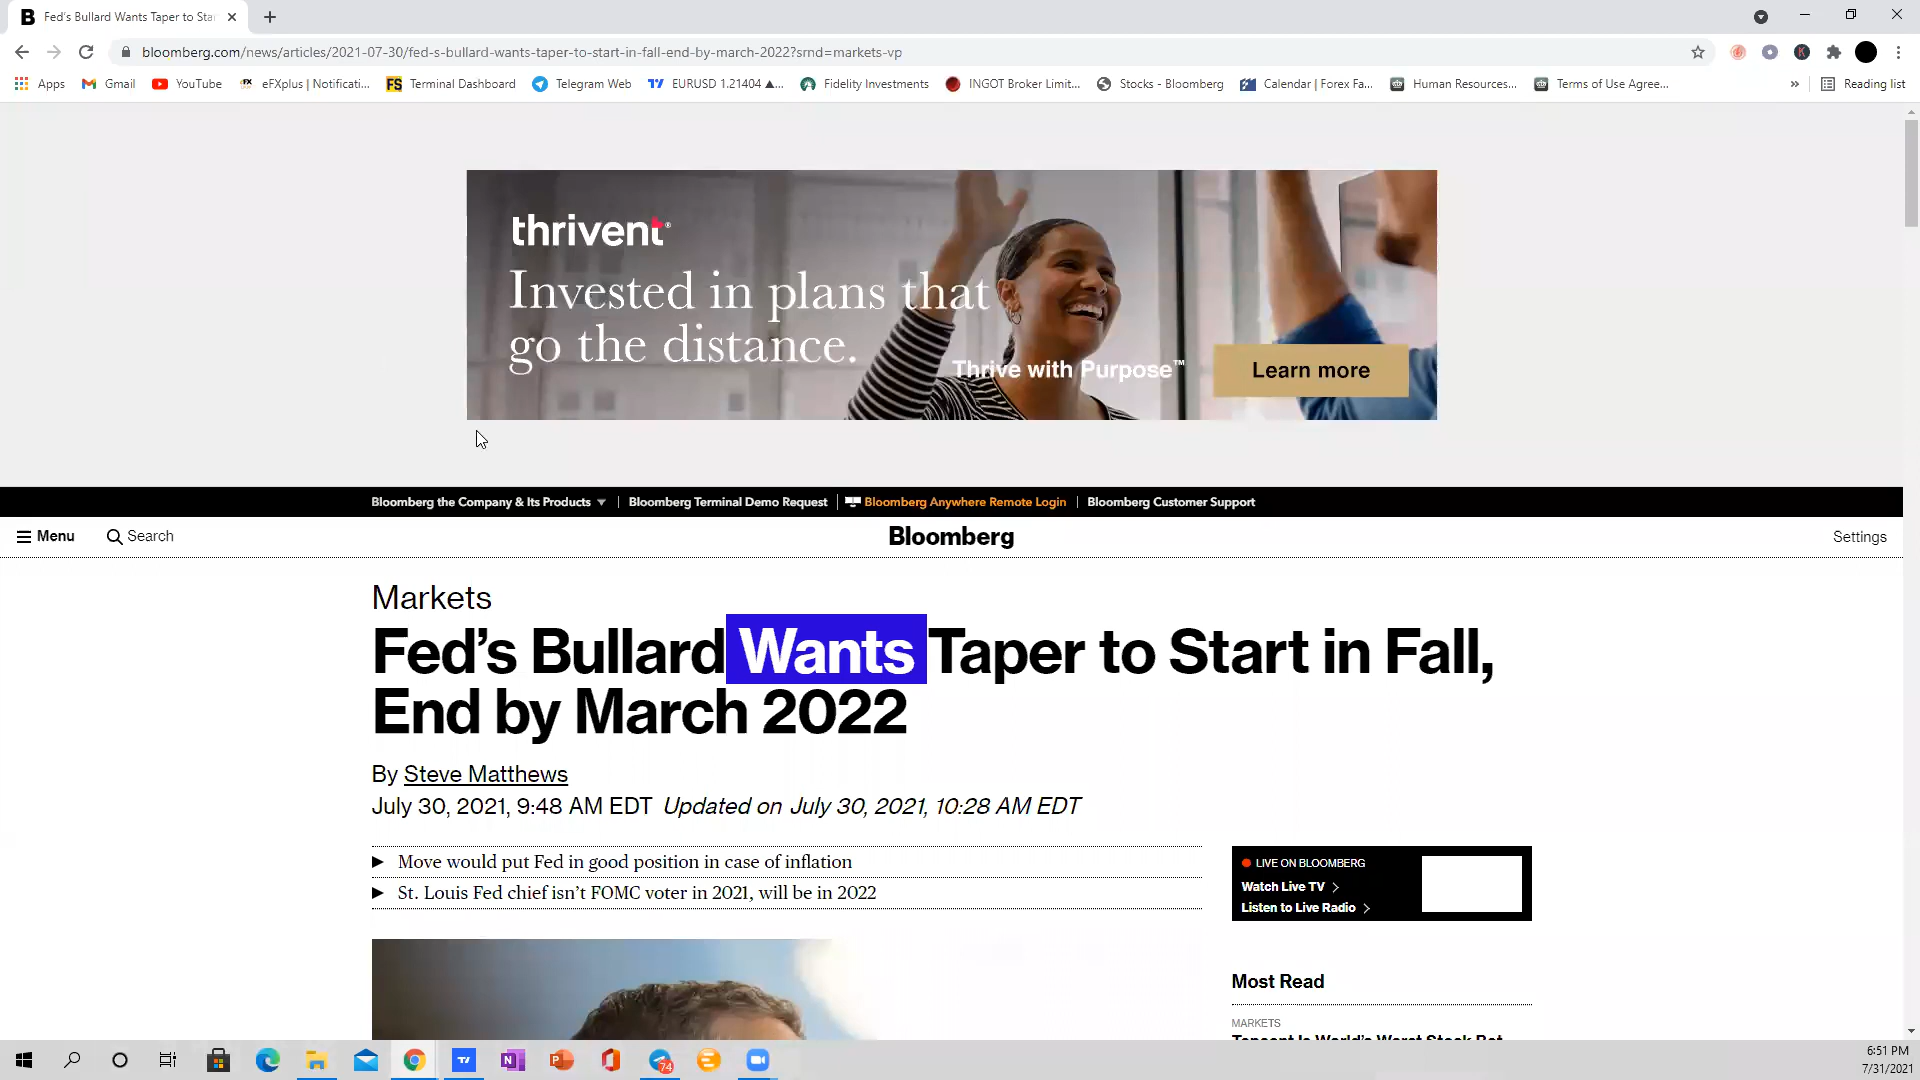 Fed's Bullard Wants Taper to Star
bloomberg.com/news/articles/2021-07-30/fed-s-bullard-wants-taper-to-start-in-fall-end-by-march-2022?srnd=markets-vp
Apps Gmail YouTube eFXplus | Notificati... Terminal Dashboard Telegram Web EURUSD 1.21404 ▲... Fidelity Investments INGOT Broker Limit... Stocks - Bloomberg Calendar | Forex Fa... Human Resources... Terms of Use Agree... » Reading list
thrivent
Invested in plans that
go the distance.
Thrive with Purpose™
Learn more
Bloomberg the Company & Its Products ▼ | Bloomberg Terminal Demo Request | Bloomberg Anywhere Remote Login | Bloomberg Customer Support
Menu Search Bloomberg Settings
Markets
Fed’s Bullard Wants Taper to Start in Fall,
End by March 2022
By Steve Matthews
July 30, 2021, 9:48 AM EDT Updated on July 30, 2021, 10:28 AM EDT
Move would put Fed in good position in case of inflation
St. Louis Fed chief isn’t FOMC voter in 2021, will be in 2022
LIVE ON BLOOMBERG
Watch Live TV
Listen to Live Radio
Most Read
MARKETS
Tencent Is World's Worst Stock Bet
74
6:51 PM
7/31/2021